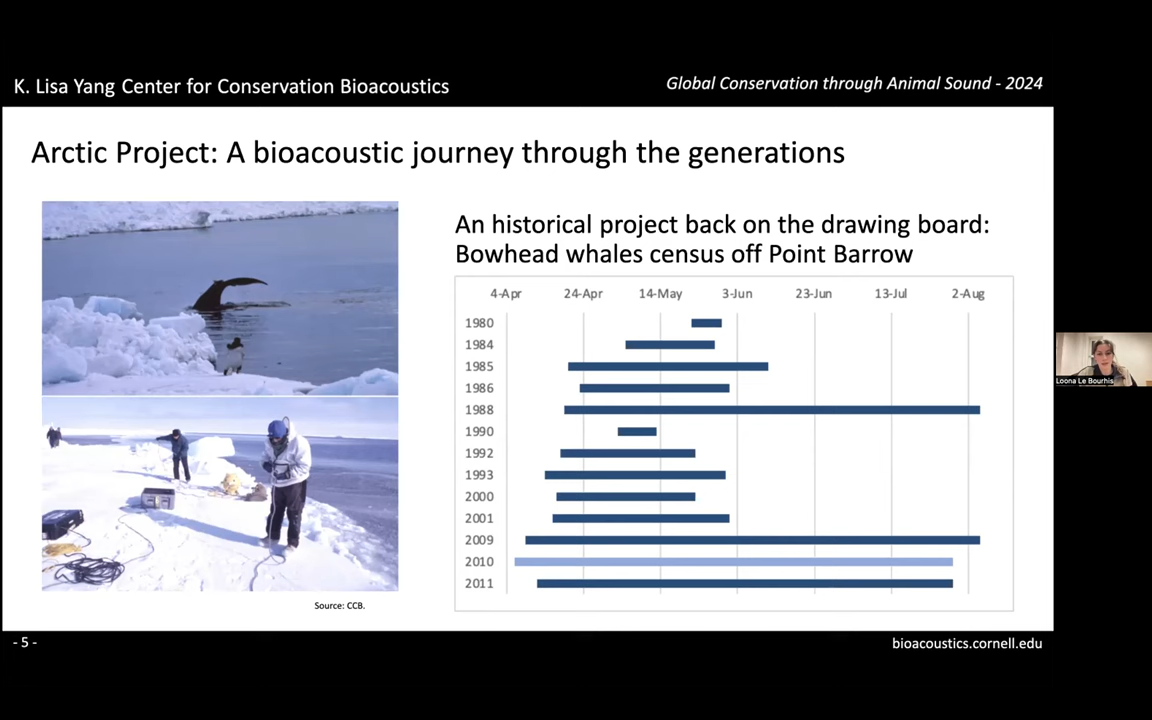 K. Lisa Yang Center for Conservation Bioacoustics
Global Conservation through Animal Sound - 2024
Arctic Project: A bioacoustic journey through the generations
An historical project back on the drawing board:
Bowhead whales census off Point Barrow
4-Apr 24-Apr 14-May 3-Jun 23-Jun 13-Jul 2-Aug
1980
1984
1985
1986
1988
1990
1992
1993
2000
2001
2009
2010
2011
Source: CCB.
Loona Le Bourhis
- 5 -
bioacoustics.cornell.edu